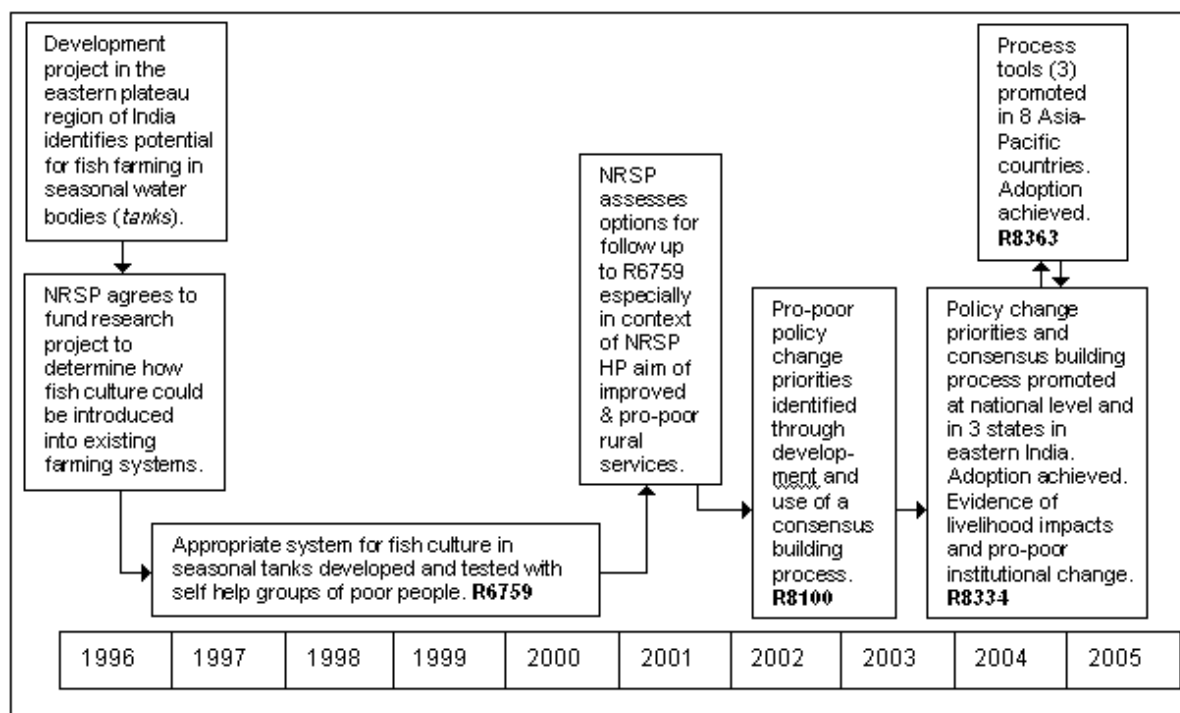 Development
project in the
eastern plateau
region of India
identifies potential
for fish farming in
seasonal water
bodies (tanks).
NRSP agrees to
fund research
project to
determine how
fish culture could
be introduced
into existing
farming systems.
Appropriate system for fish culture in
seasonal tanks developed and tested with
self help groups of poor people. R6759
NRSP
assesses
options for
follow up
to R6759
especially
in context
of NRSP
HP aim of
improved
& pro-poor
rural
services.
Pro-poor
policy
change
priorities
identified
through
develop-
ment and
use of a
consensus
building
process.
R8100
Policy change
priorities and
consensus building
process promoted
at national level and
in 3 states in
eastern India.
Adoption achieved.
Evidence of
livelihood impacts
and pro-poor
institutional change.
R8334
Process
tools (3)
promoted
in 8 Asia-
Pacific
countries.
Adoption
achieved.
R8363
1996 1997 1998 1999 2000 2001 2002 2003 2004 2005